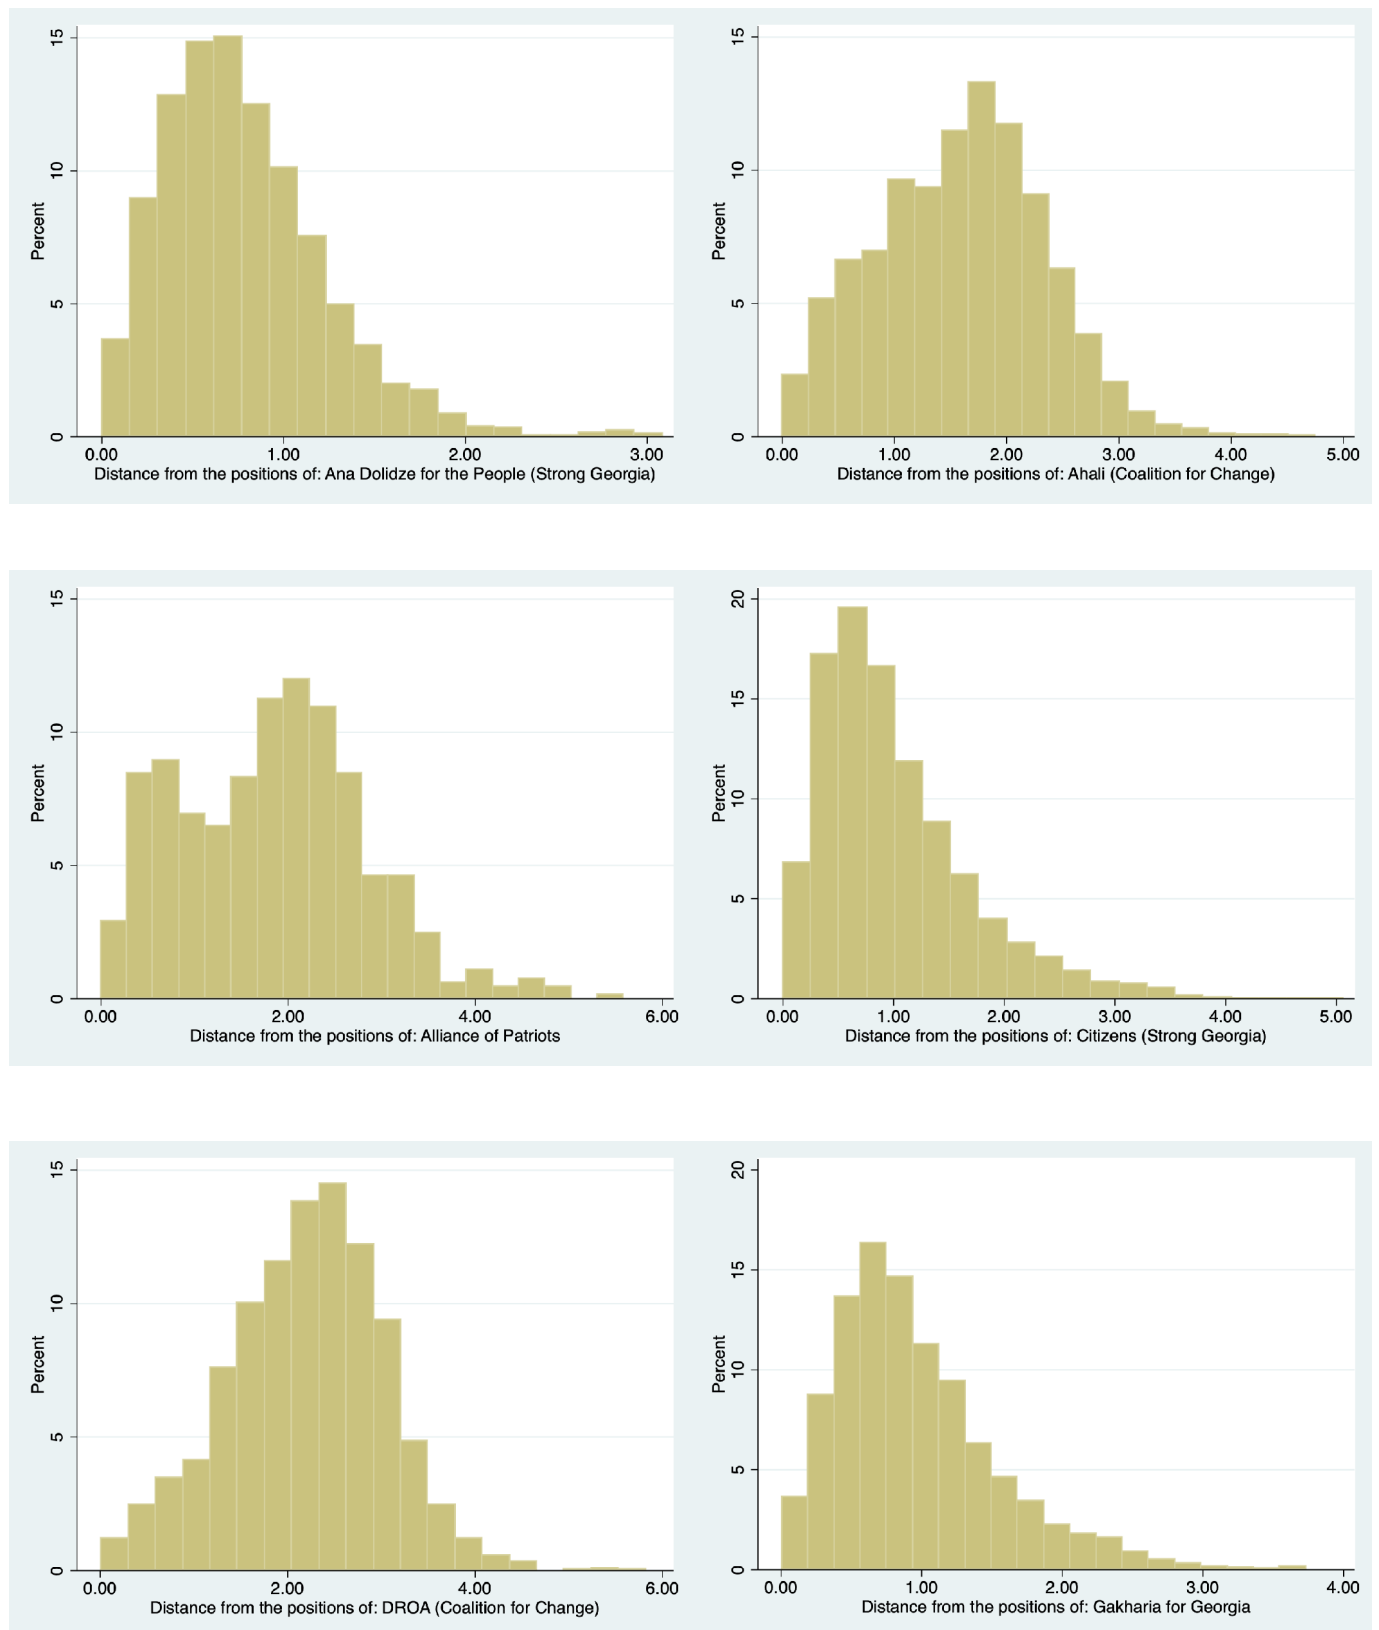 15
10
5
0
Percent
0.00 1.00 2.00 3.00
Distance from the positions of: Ana Dolidze for the People (Strong Georgia)
15
10
5
0
Percent
0.00 1.00 2.00 3.00 4.00 5.00
Distance from the positions of: Ahali (Coalition for Change)
15
10
5
0
Percent
0.00 2.00 4.00 6.00
Distance from the positions of: Alliance of Patriots
20
15
10
5
0
Percent
0.00 1.00 2.00 3.00 4.00 5.00
Distance from the positions of: Citizens (Strong Georgia)
15
10
5
0
Percent
0.00 2.00 4.00 6.00
Distance from the positions of: DROA (Coalition for Change)
20
15
10
5
0
Percent
0.00 1.00 2.00 3.00 4.00
Distance from the positions of: Gakharia for Georgia